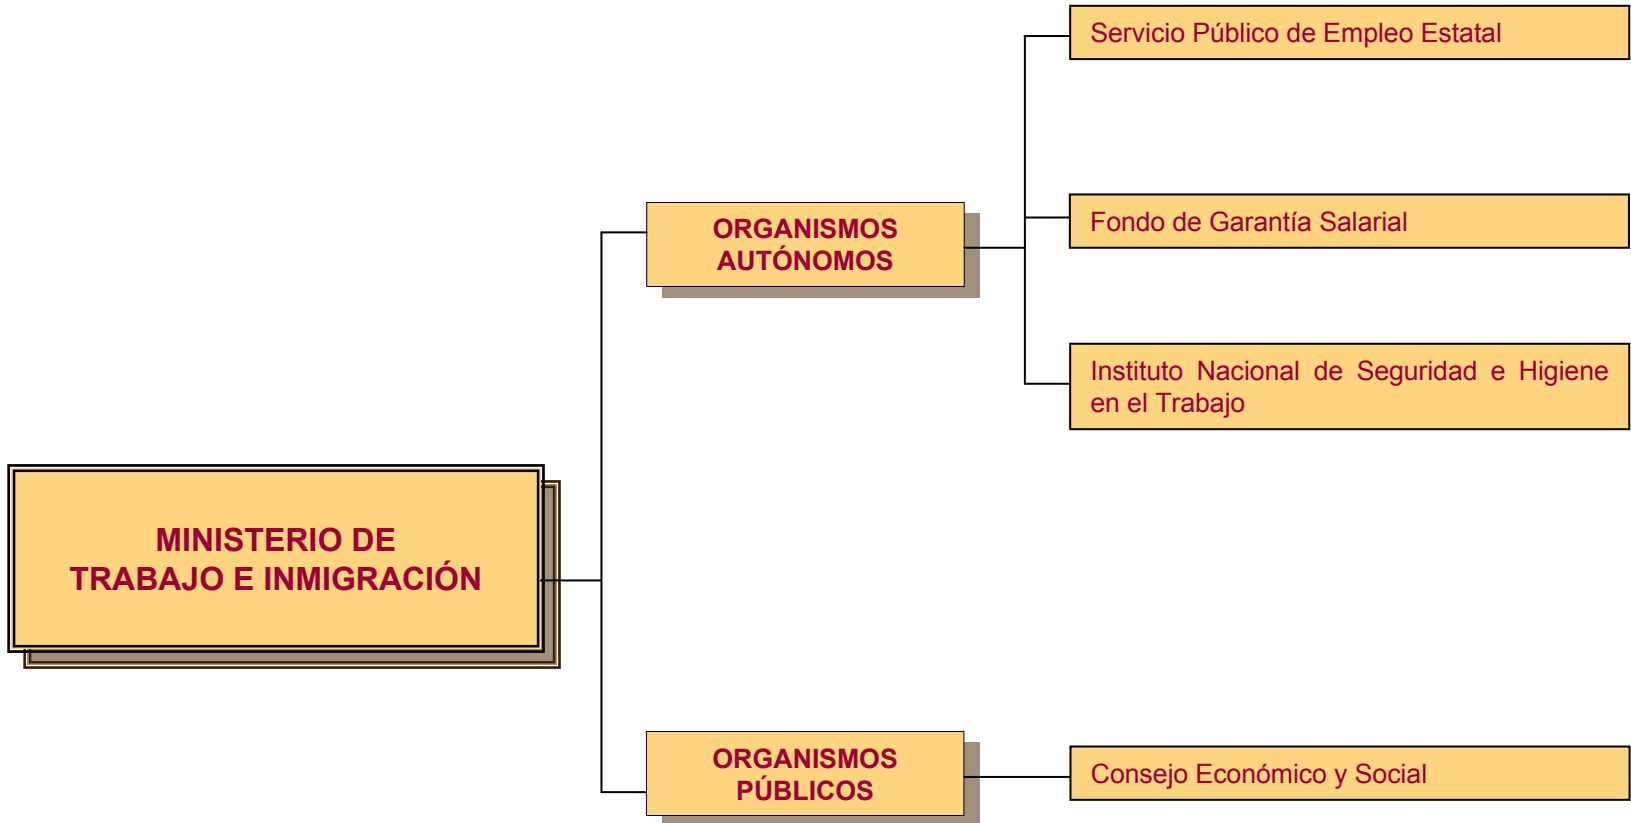 Servicio Público de Empleo Estatal
ORGANISMOS
AUTÓNOMOS
Fondo de Garantía Salarial
Instituto Nacional de Seguridad e Higiene
en el Trabajo
MINISTERIO DE
TRABAJO E INMIGRACIÓN
ORGANISMOS
PÚBLICOS
Consejo Económico y Social